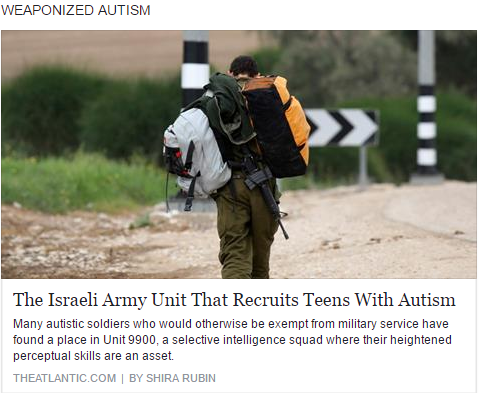 WEAPONIZED AUTISM
The Israeli Army Unit That Recruits Teens With Autism
Many autistic soldiers who would otherwise be exempt from military service have
found a place in Unit 9900, a selective intelligence squad where their heightened
perceptual skills are an asset.
THEATLANTIC.COM | BY SHIRA RUBIN